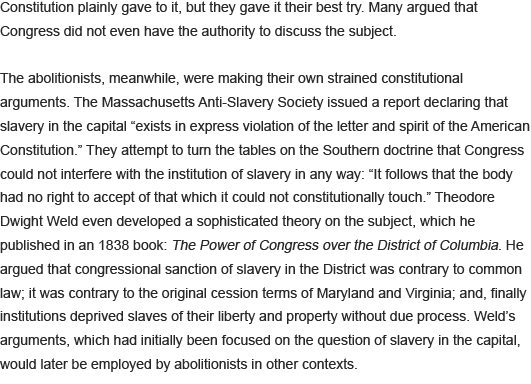 Constitution plainly gave to it, but they gave it their best try. Many argued that
Congress did not even have the authority to discuss the subject.
The abolitionists, meanwhile, were making their own strained constitutional
arguments. The Massachusetts Anti-Slavery Society issued a report declaring that
slavery in the capital “exists in express violation of the letter and spirit of the American
Constitution.” They attempt to turn the tables on the Southern doctrine that Congress
could not interfere with the institution of slavery in any way: “It follows that the body
had no right to accept of that which it could not constitutionally touch.” Theodore
Dwight Weld even developed a sophisticated theory on the subject, which he
published in an 1838 book: The Power of Congress over the District of Columbia. He
argued that congressional sanction of slavery in the District was contrary to common
law; it was contrary to the original cession terms of Maryland and Virginia; and, finally
institutions deprived slaves of their liberty and property without due process. Weld’s
arguments, which had initially been focused on the question of slavery in the capital,
would later be employed by abolitionists in other contexts.